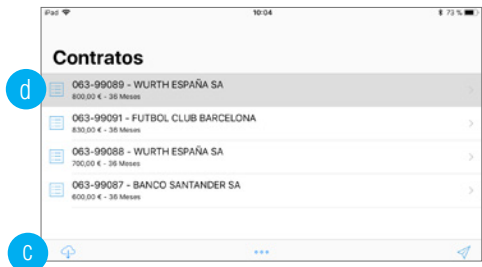 iPad 10:04 73 %
Contratos
d
063-99089 - WURTH ESPAÑA SA
800,00 € - 36 Meses
063-99091 - FUTBOL CLUB BARCELONA
830,00 € - 36 Meses
063-99088 - WURTH ESPAÑA SA
700,00 € - 36 Meses
063-99087 - BANCO SANTANDER SA
600,00 € - 36 Meses
C